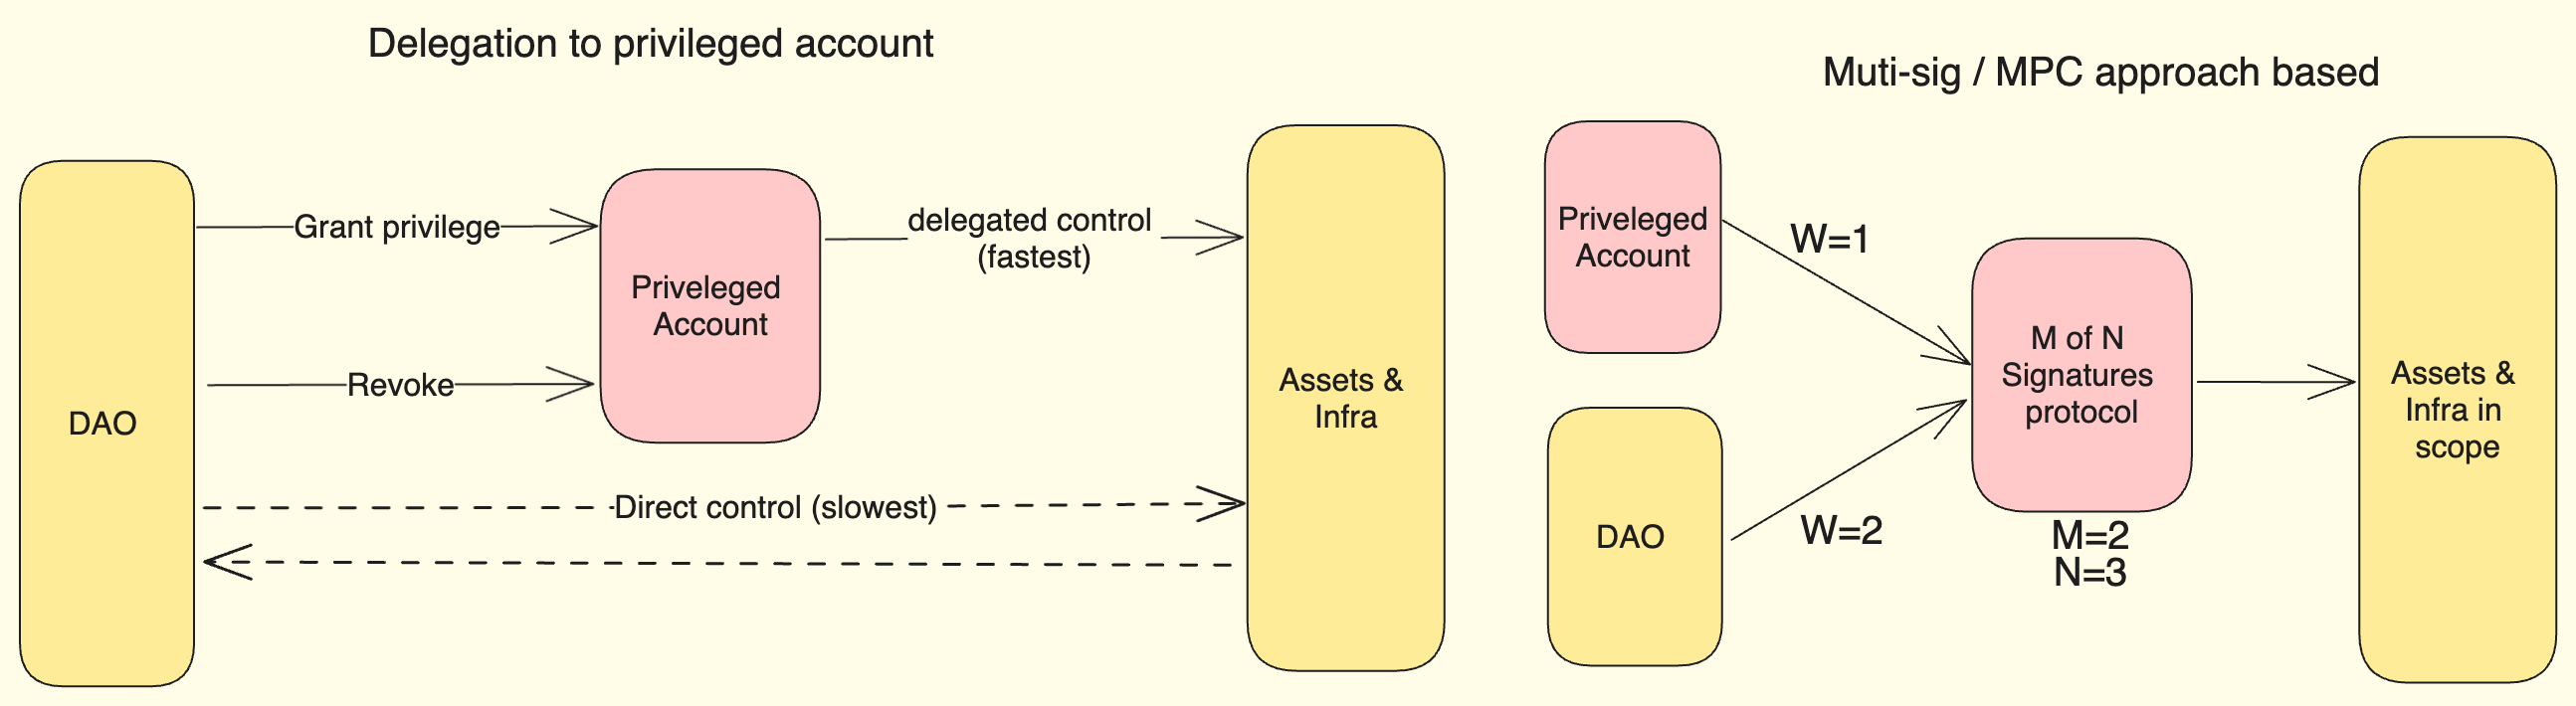 Delegation to privileged account
DAO
Grant privilege
Revoke
Priveleged
Account
delegated control
(fastest)
Direct control (slowest)
Assets &
Infra
Muti-sig / MPC approach based
Priveleged
Account
W=1
DAO
W=2
M of N
Signatures
protocol
M=2
N=3
Assets &
Infra in
scope